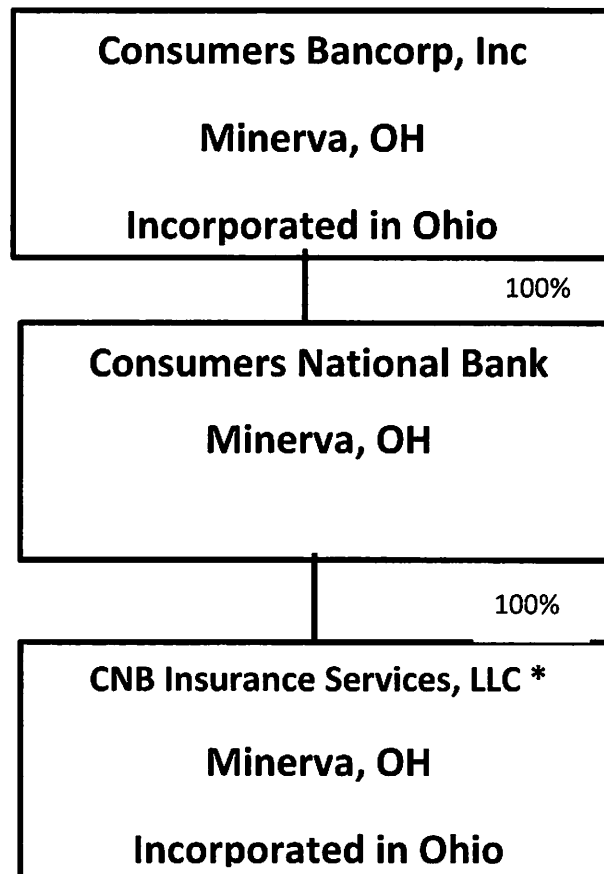 Consumers Bancorp, Inc
Minerva, OH
Incorporated in Ohio
100%
Consumers National Bank
Minerva, OH
100%
CNB Insurance Services, LLC *
Minerva, OH
Incorporated in Ohio